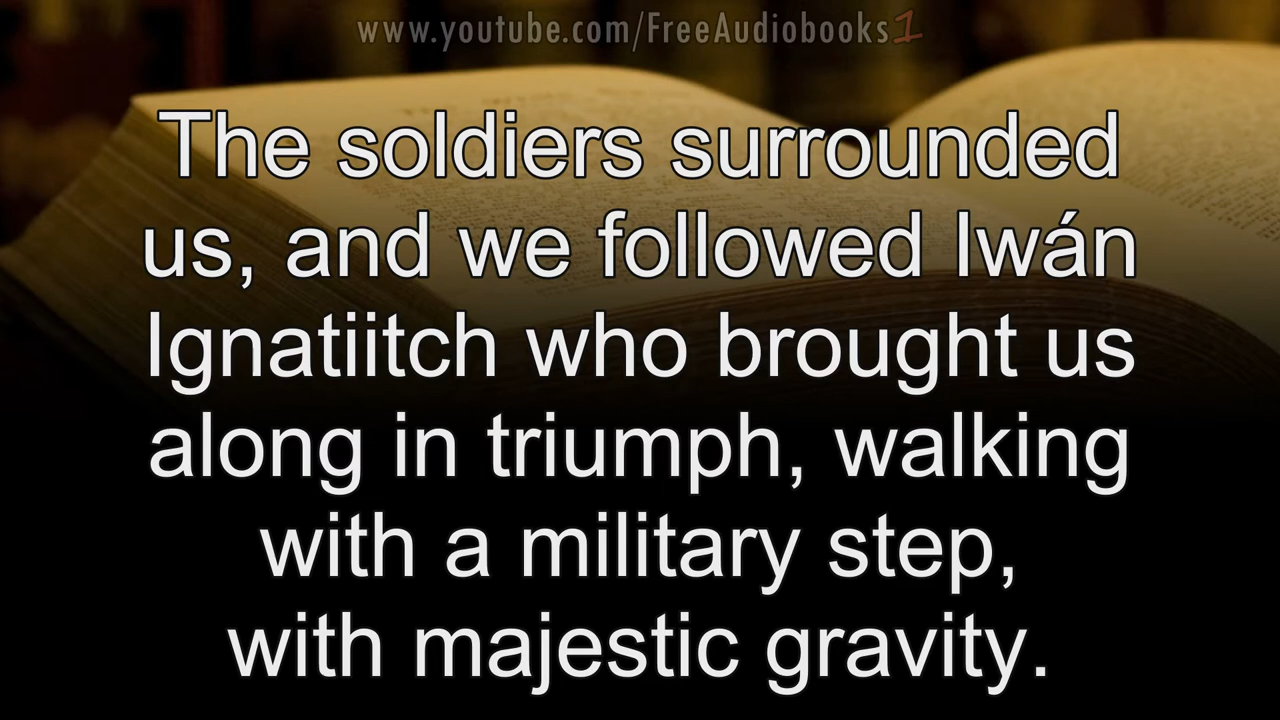 www.youtube.com/FreeAudiobooks1
The soldiers surrounded
us, and we followed Iwán
Ignatiitch who brought us
along in triumph, walking
with a military step,
with majestic gravity.